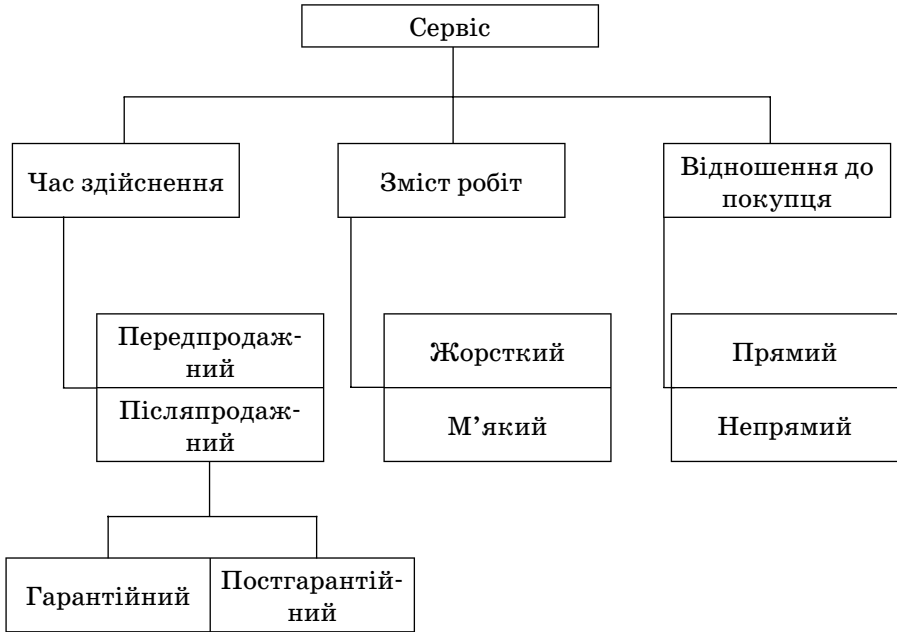 Сервіс
Час здійснення
Зміст робіт
Відношення до
покупця
Передпродаж-
ний
Післяпродаж-
ний
Жорсткий
М’який
Прямий
Непрямий
Гарантійний
Постгарантій-
ний